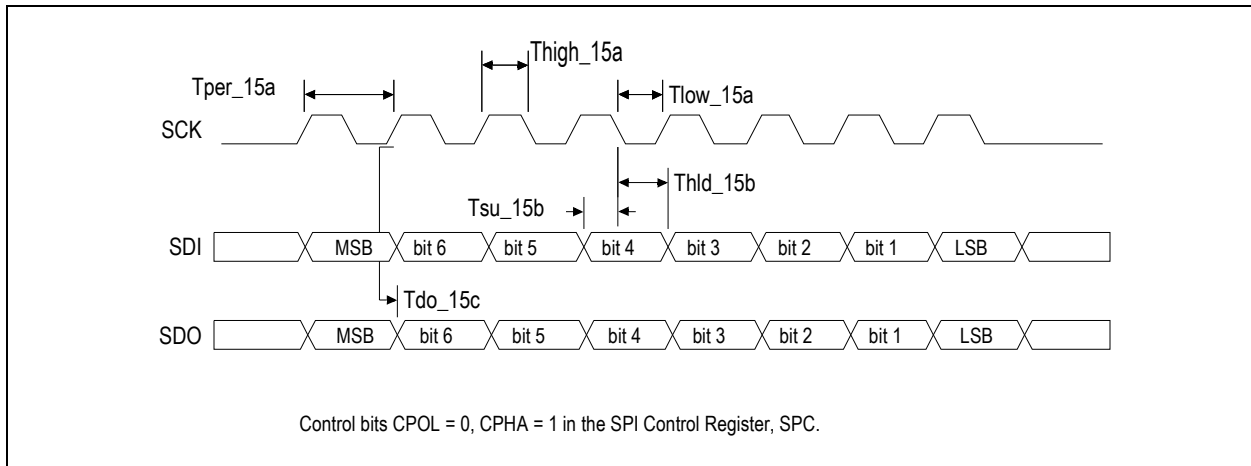 Thigh_15a
Tper_15a
Tlow_15a
SCK
Thld_15b
Tsu_15b
SDI MSB bit 6 bit 5 bit 4 bit 3 bit 2 bit 1 LSB
Tdo_15c
SDO MSB bit 6 bit 5 bit 4 bit 3 bit 2 bit 1 LSB
Control bits CPOL = 0, CPHA = 1 in the SPI Control Register, SPC.